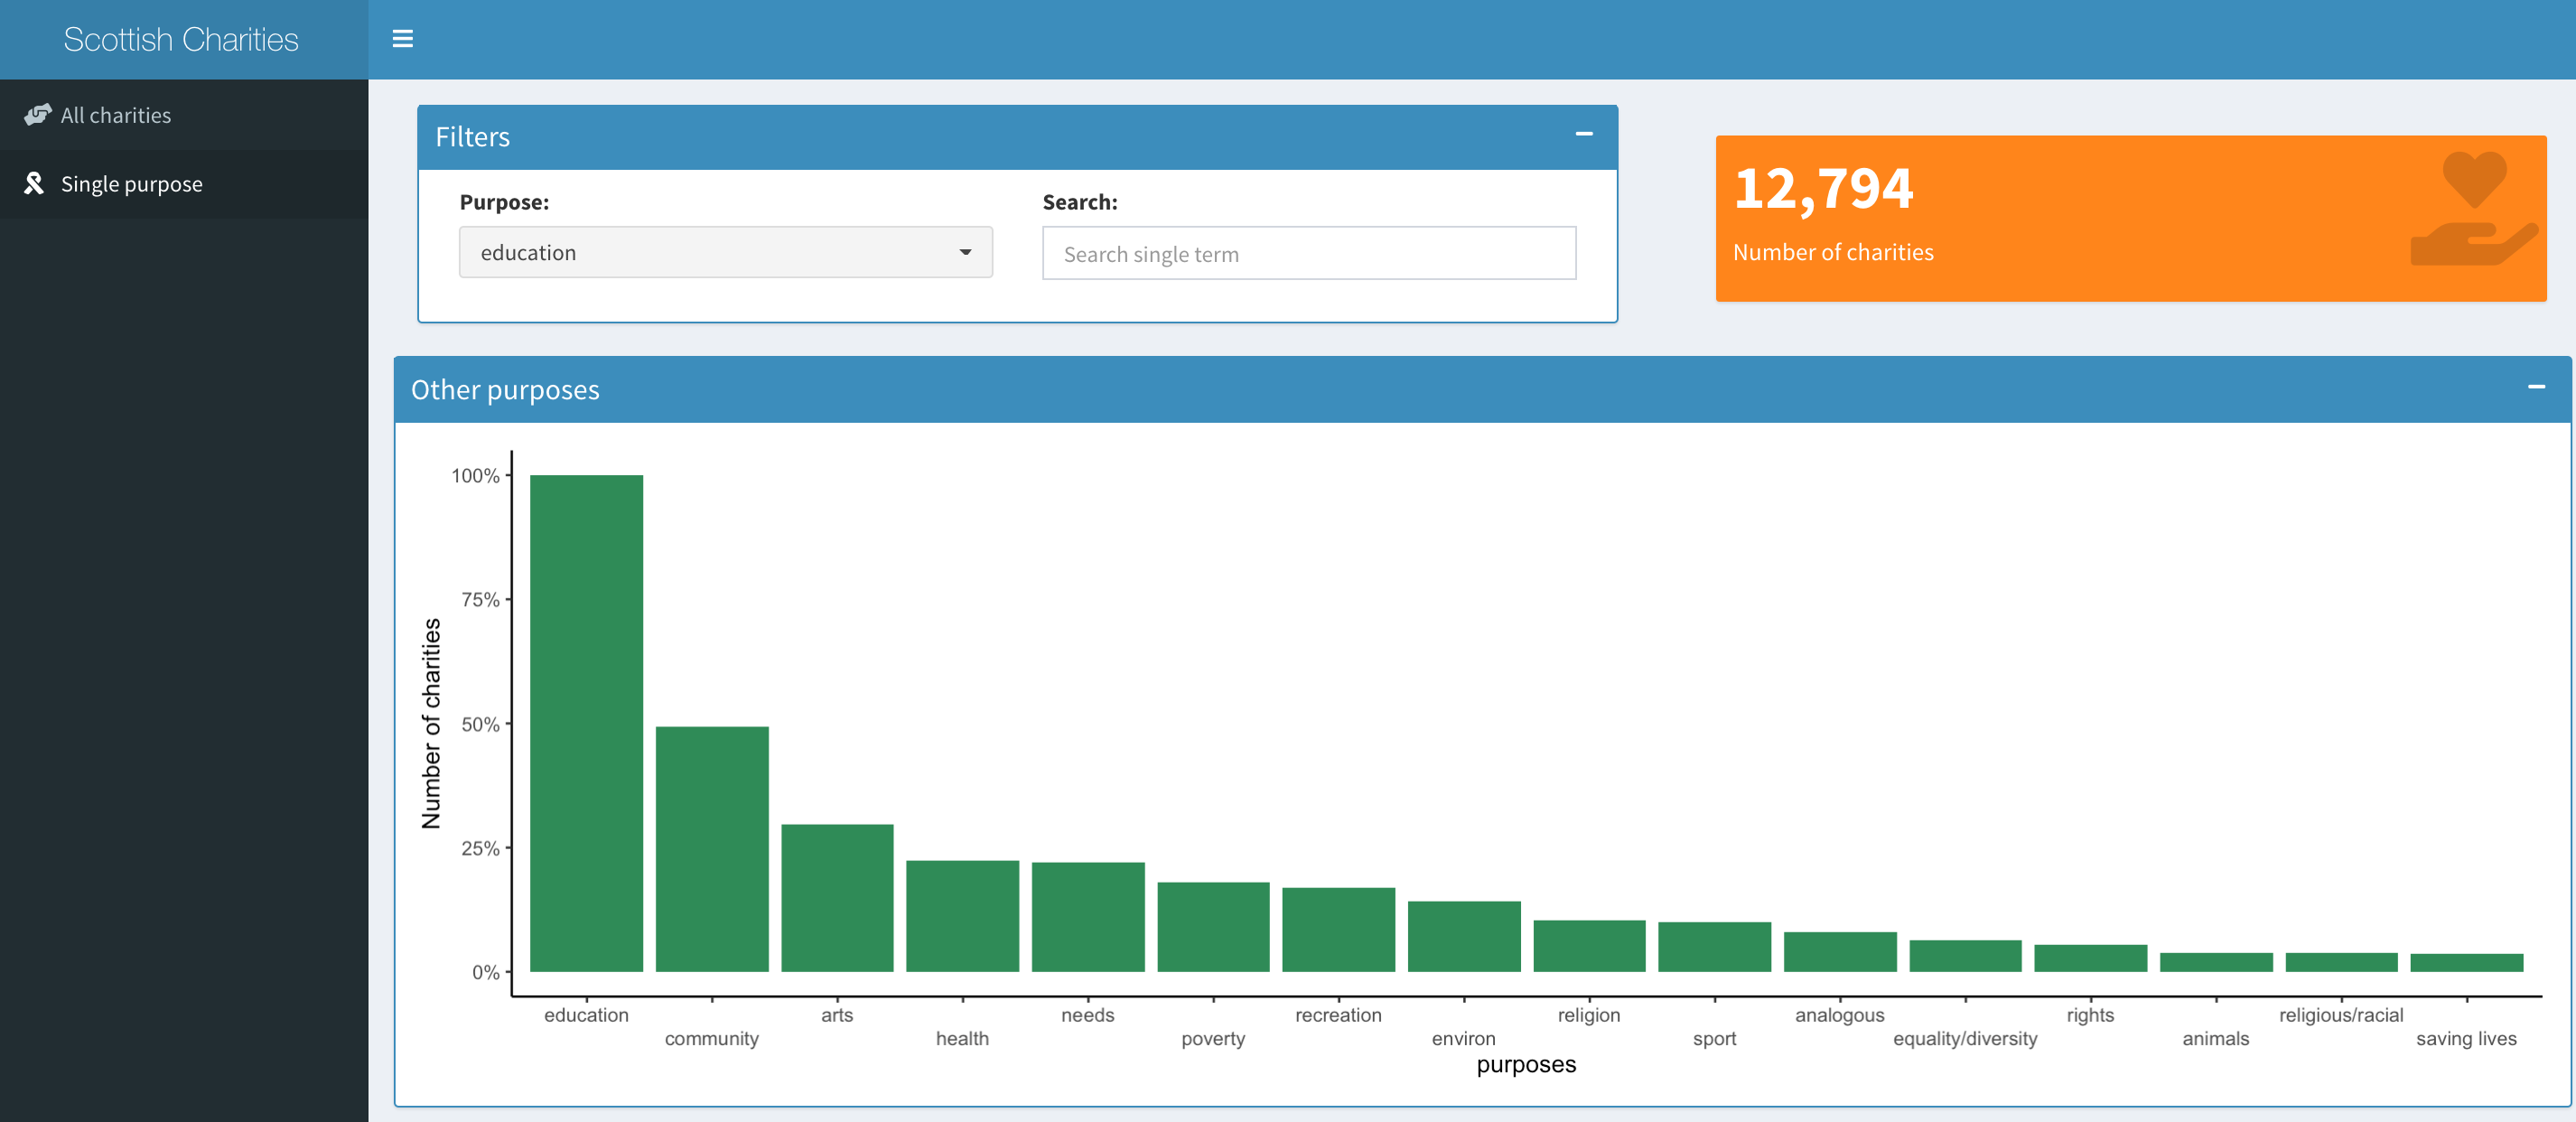 Scottish Charities
All charities
Single purpose
Filters
Purpose:
Search:
education
Search single term
12,794
Number of charities
Other purposes
100%
75%
50%
25%
0%
Number of charities
education
community
arts
health
needs
poverty
recreation
environ
religion
sport
analogous
equality/diversity
rights
animals
religious/racial
saving lives
purposes